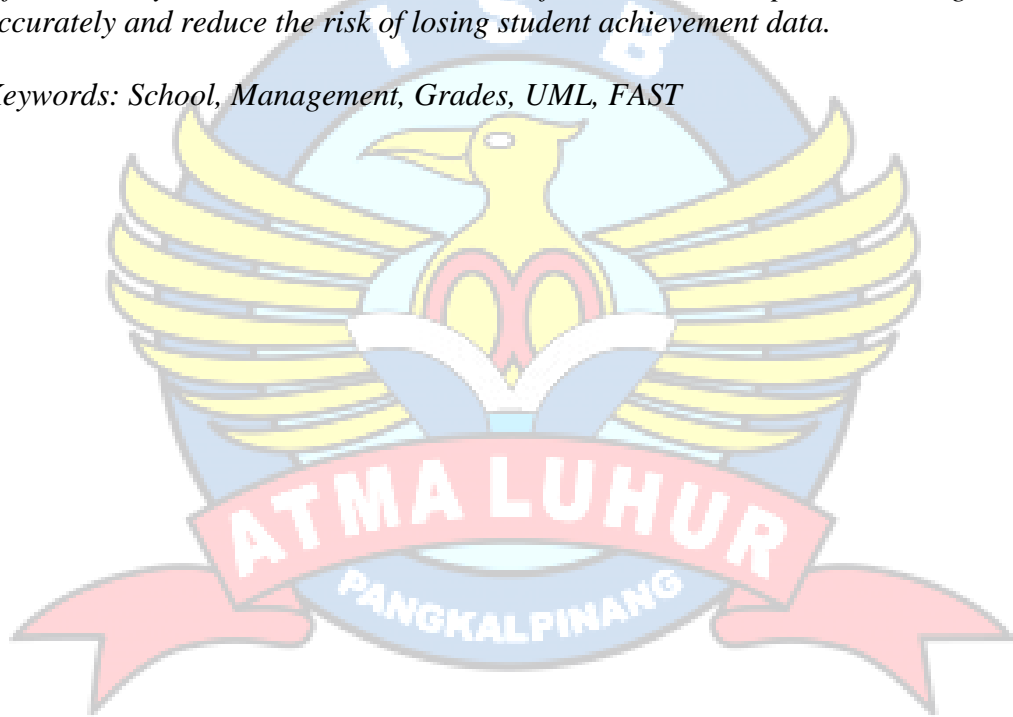 accurately and reduce the risk of losing student achievement data.
Keywords: School, Management, Grades, UML, FAST
I S B
ATMA LUHUR
PANGKALPINANG